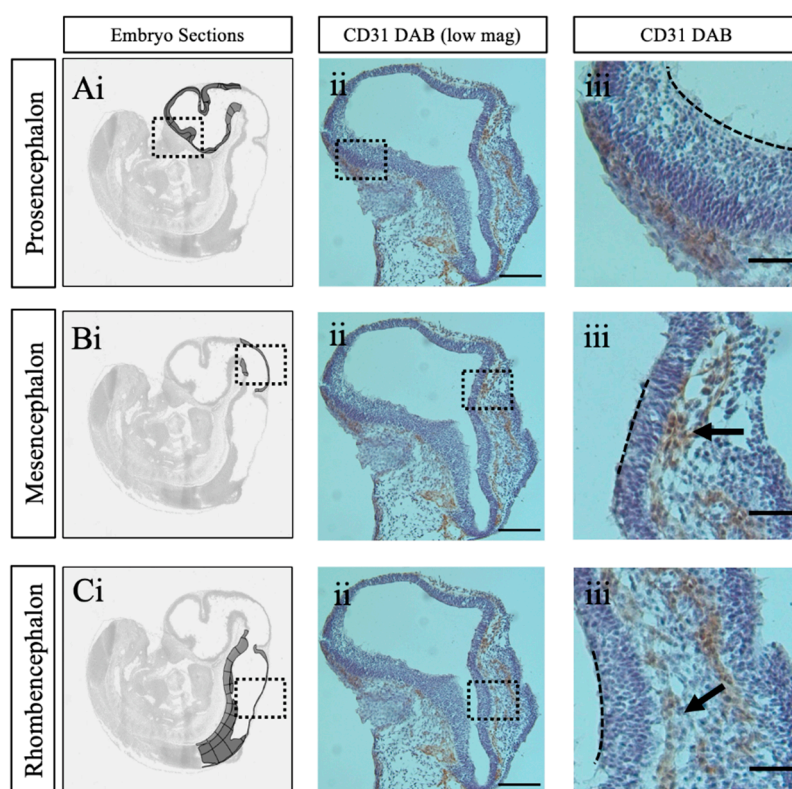 Embryo Sections
CD31 DAB (low mag)
CD31 DAB
Prosencephalon
Ai
ii
iii
Mesencephalon
Bi
ii
iii
Rhombencephalon
Ci
ii
iii